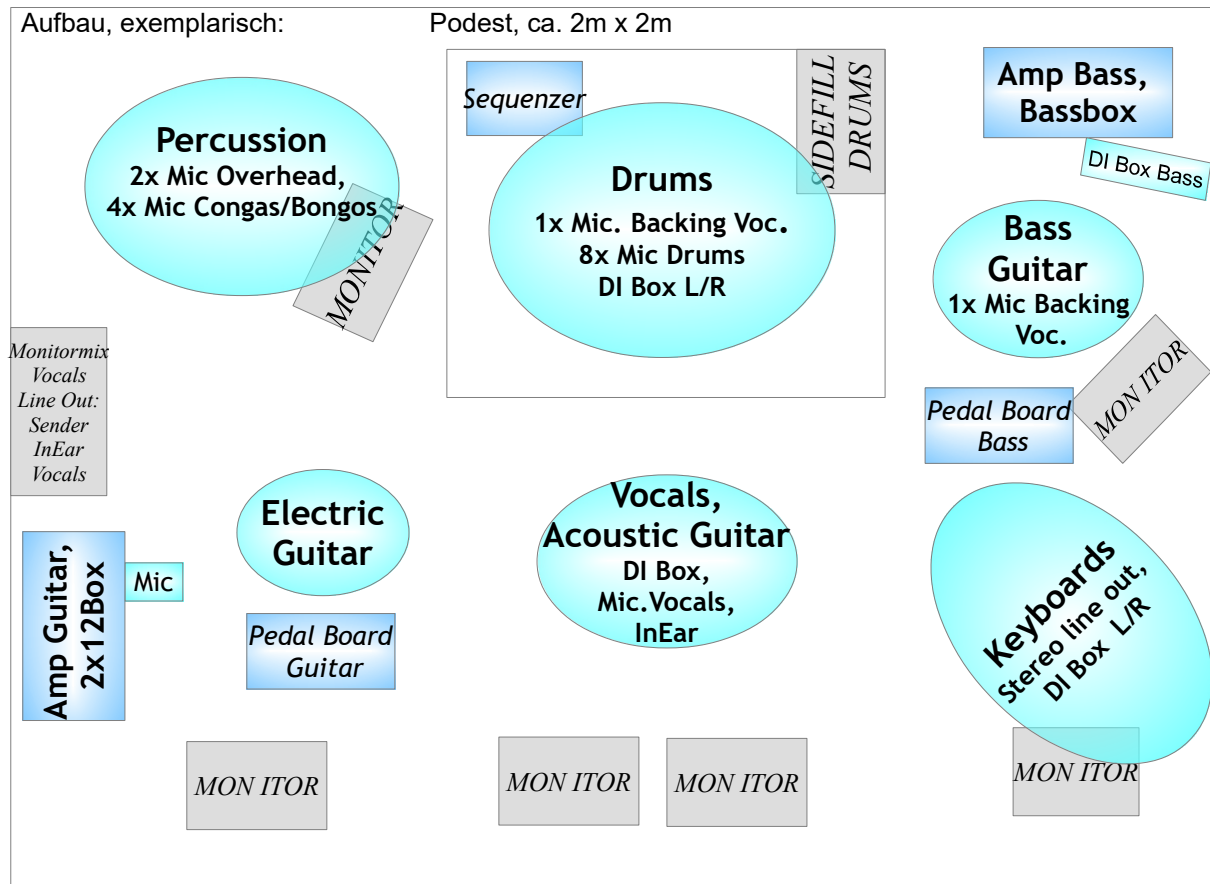 Aufbau, exemplarisch:
Podest, ca. 2m x 2m
Percussion
2x Mic Overhead,
4x Mic Congas/Bongos
MONITOR
Sequenzer
SIDEFILL
DRUMS
Drums
1x Mic. Backing Voc.
8x Mic Drums
DI Box L/R
Amp Bass,
Bassbox
DI Box Bass
Bass
Guitar
1x Mic Backing
Voc.
MON ITOR
Pedal Board
Bass
Monitormix
Vocals
Line Out:
Sender
InEar
Vocals
Electric
Guitar
Amp Guitar,
2x12Box
Mic
Pedal Board
Guitar
Vocals,
Acoustic Guitar
DI Box,
Mic.Vocals,
InEar
Keyboards
Stereo line out,
DI Box L/R
MON ITOR
MON ITOR
MON ITOR
MON ITOR